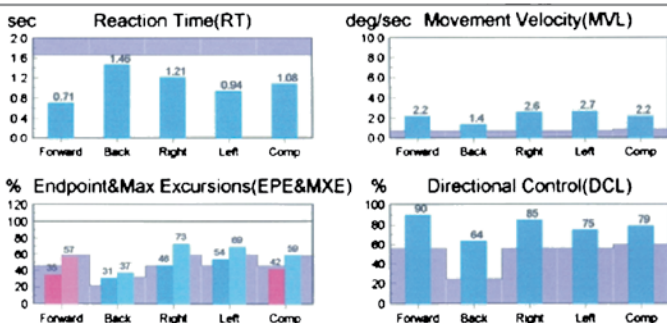 sec Reaction Time(RT)
2.0
1.6
1.2
0.8
0.4
0.0
0.71 1.46 1.21 0.94 1.08
Forward Back Right Left Comp
deg/sec Movement Velocity(MVL)
10.0
8.0
6.0
4.0
2.0
0.0
2.2 1.4 2.6 2.7 2.2
Forward Back Right Left Comp
% Endpoint&Max Excursions(EPE&MXE)
120
100
80
60
40
20
0
57 31 37 46 73 54 69 42 59
Forward Back Right Left Comp
% Directional Control(DCL)
100
80
60
40
20
0
90 64 85 75 79
Forward Back Right Left Comp